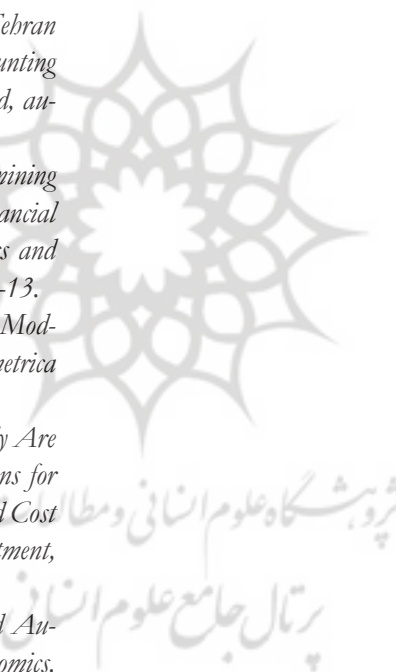 Tehran
unting
d, au-
mining
ancial
s and
-13.
Mod-
metrica
y Are
ns for
d Cost
tment,
d Au-
omics.
پژوهشگاه علوم انسانی و مطالعات
پرتال جامع علوم انسانی